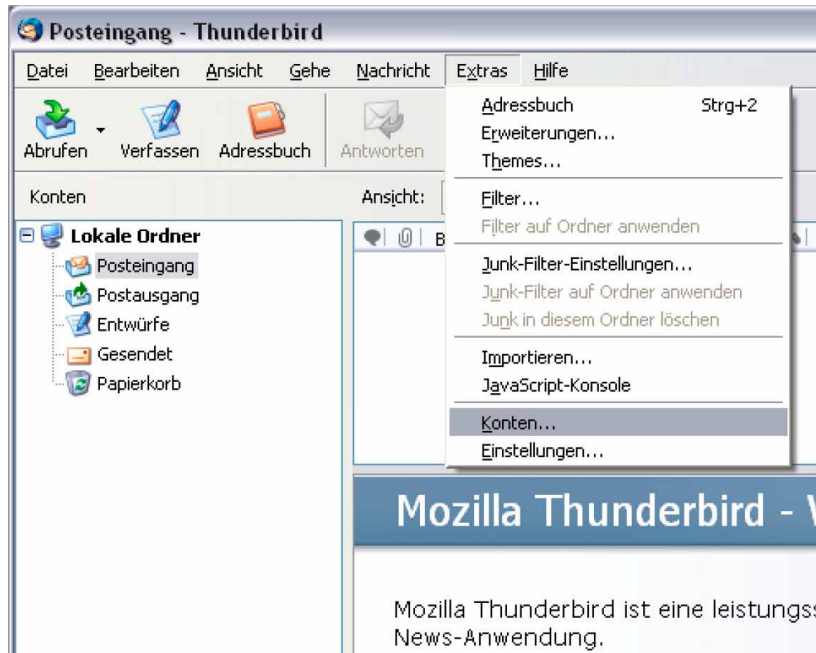 Posteingang - Thunderbird
Datei Bearbeiten Ansicht Gehe Nachricht Extras Hilfe
Abrufen Verfassen Adressbuch Antworten
Adressbuch Strg+2
Erweiterungen...
Themes...
Filter...
Filter auf Ordner anwenden
Junk-Filter-Einstellungen...
Junk-Filter auf Ordner anwenden
Junk in diesem Ordner löschen
Importieren...
JavaScript-Konsole
Konten...
Einstellungen...
Konten
Ansicht:
Lokale Ordner
Posteingang
Postausgang
Entwürfe
Gesendet
Papierkorb
B
Mozilla Thunderbird -
Mozilla Thunderbird ist eine
News-Anwendung.